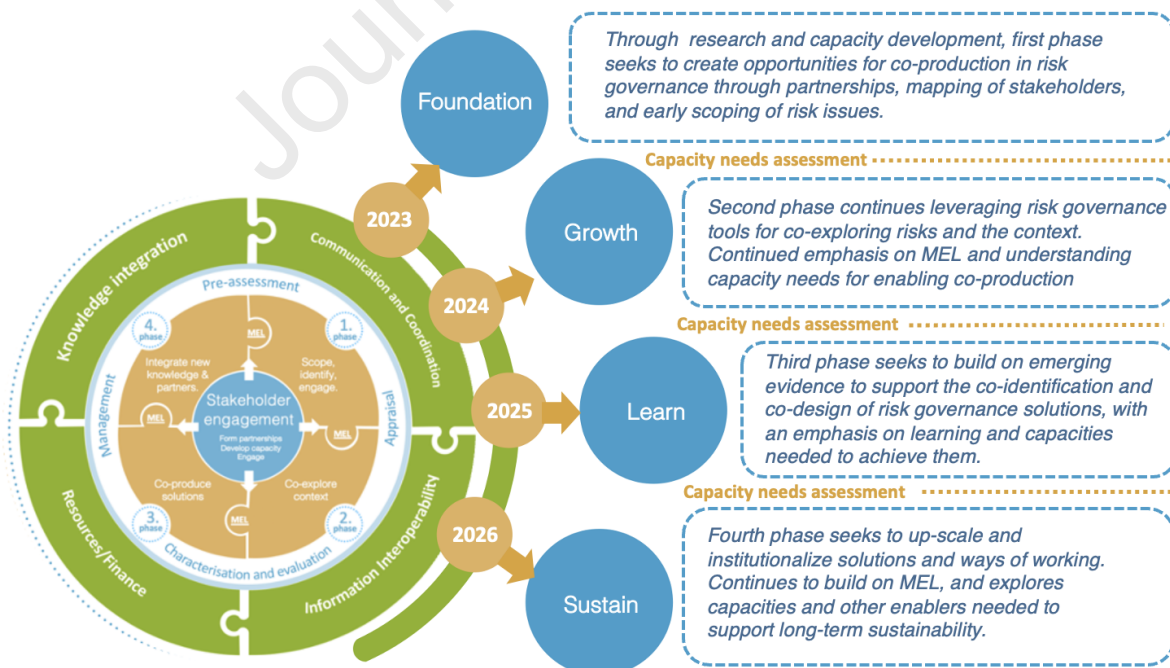 Jour
Foundation
Through research and capacity development, first phase
seeks to create opportunities for co-production in risk
governance through partnerships, mapping of stakeholders,
and early scoping of risk issues.
Capacity needs assessment
2023
Growth
Second phase continues leveraging risk governance
tools for co-exploring risks and the context.
Continued emphasis on MEL and understanding
capacity needs for enabling co-production
2024
Capacity needs assessment
Learn
Third phase seeks to build on emerging
evidence to support the co-identification and
co-design of risk governance solutions, with
an emphasis on learning and capacities
needed to achieve them.
2025
Capacity needs assessment
2026
Sustain
Fourth phase seeks to up-scale and
institutionalize solutions and ways of working.
Continues to build on MEL, and explores
capacities and other enablers needed to
support long-term sustainability.
Knowledge integration
Communication and Coordination
Information Interoperability
Resources/Finance
Pre-assessment
Appraisal
Characterisation and evaluation
Management
4.
phase
Integrate new
knowledge &
partners.
MEL
1.
phase
Scope,
identify,
engage.
MEL
Stakeholder
engagement
Form partnerships
Develop capacity
Engage
MEL
Co-produce
solutions
3.
phase
MEL
Co-explore
context
2.
phase